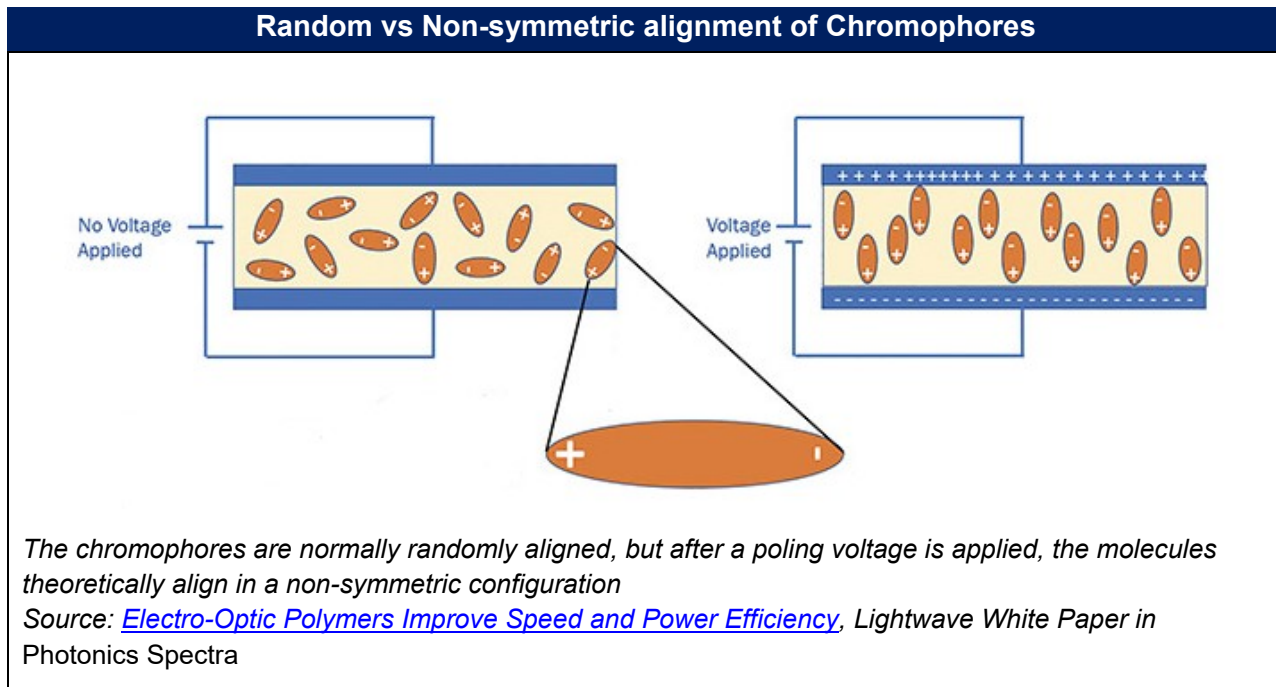 Random vs Non-symmetric alignment of Chromophores
No Voltage
Applied
Voltage
Applied
+ + + + + +++++++ + + + + + + + + + + + + + +
- - - - - - - - - - - - - - - - - - - - - - - - - - - - - -
+ -
The chromophores are normally randomly aligned, but after a poling voltage is applied, the molecules
theoretically align in a non-symmetric configuration
Source: Electro-Optic Polymers Improve Speed and Power Efficiency, Lightwave White Paper in
Photonics Spectra